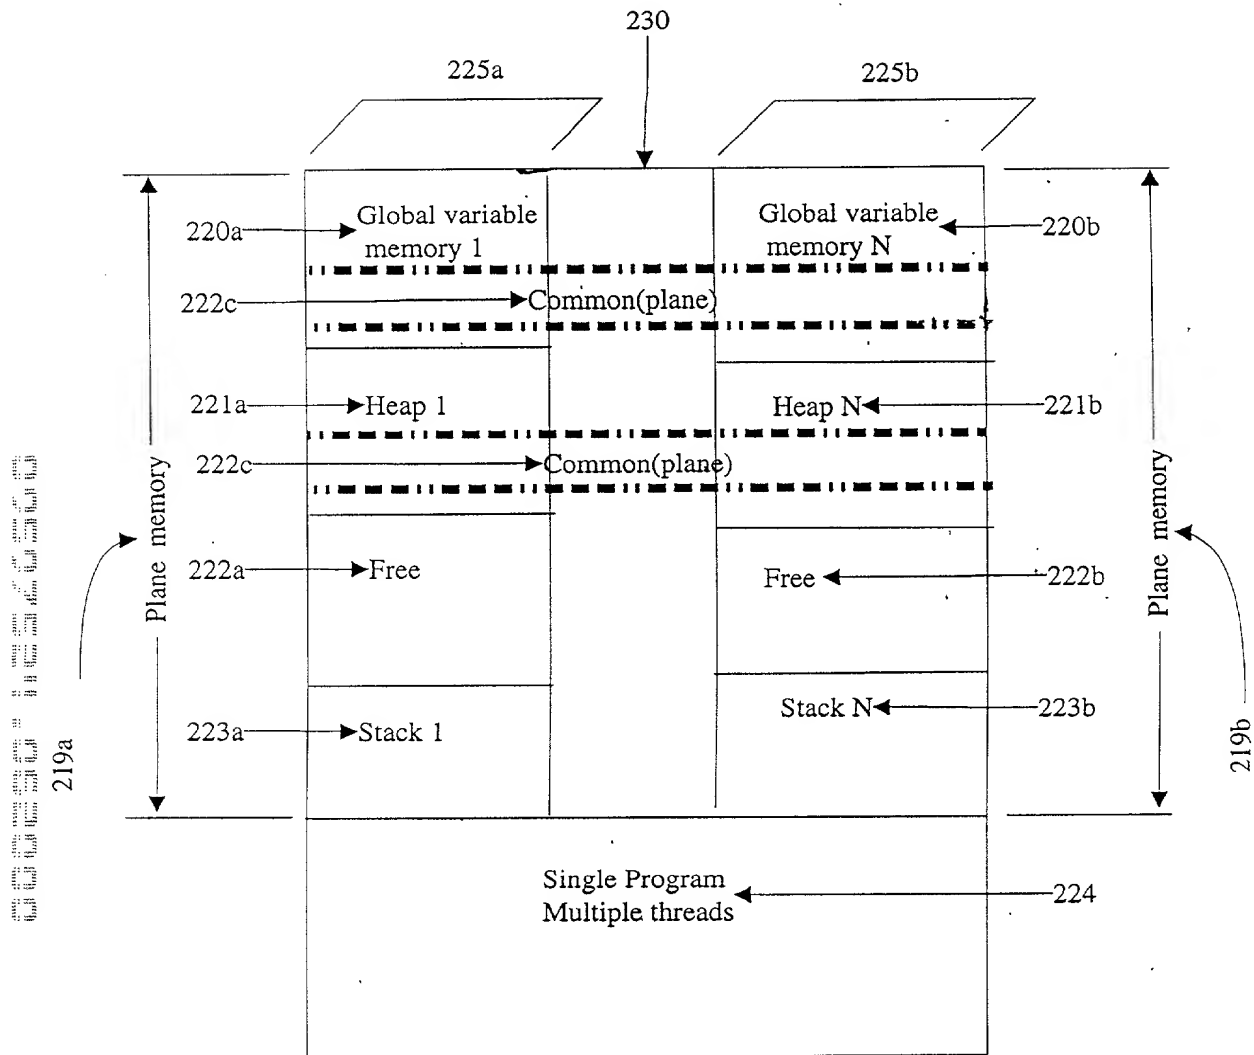 230
225a
225b
220a
Global variable
memory 1
Global variable
memory N
220b
222c
Common(plane)
221a
Heap 1
Heap N
221b
222c
Common(plane)
Plane memory
Plane memory
222a
Free
Free
222b
223a
Stack 1
Stack N
223b
219a
219b
Single Program
Multiple threads
224